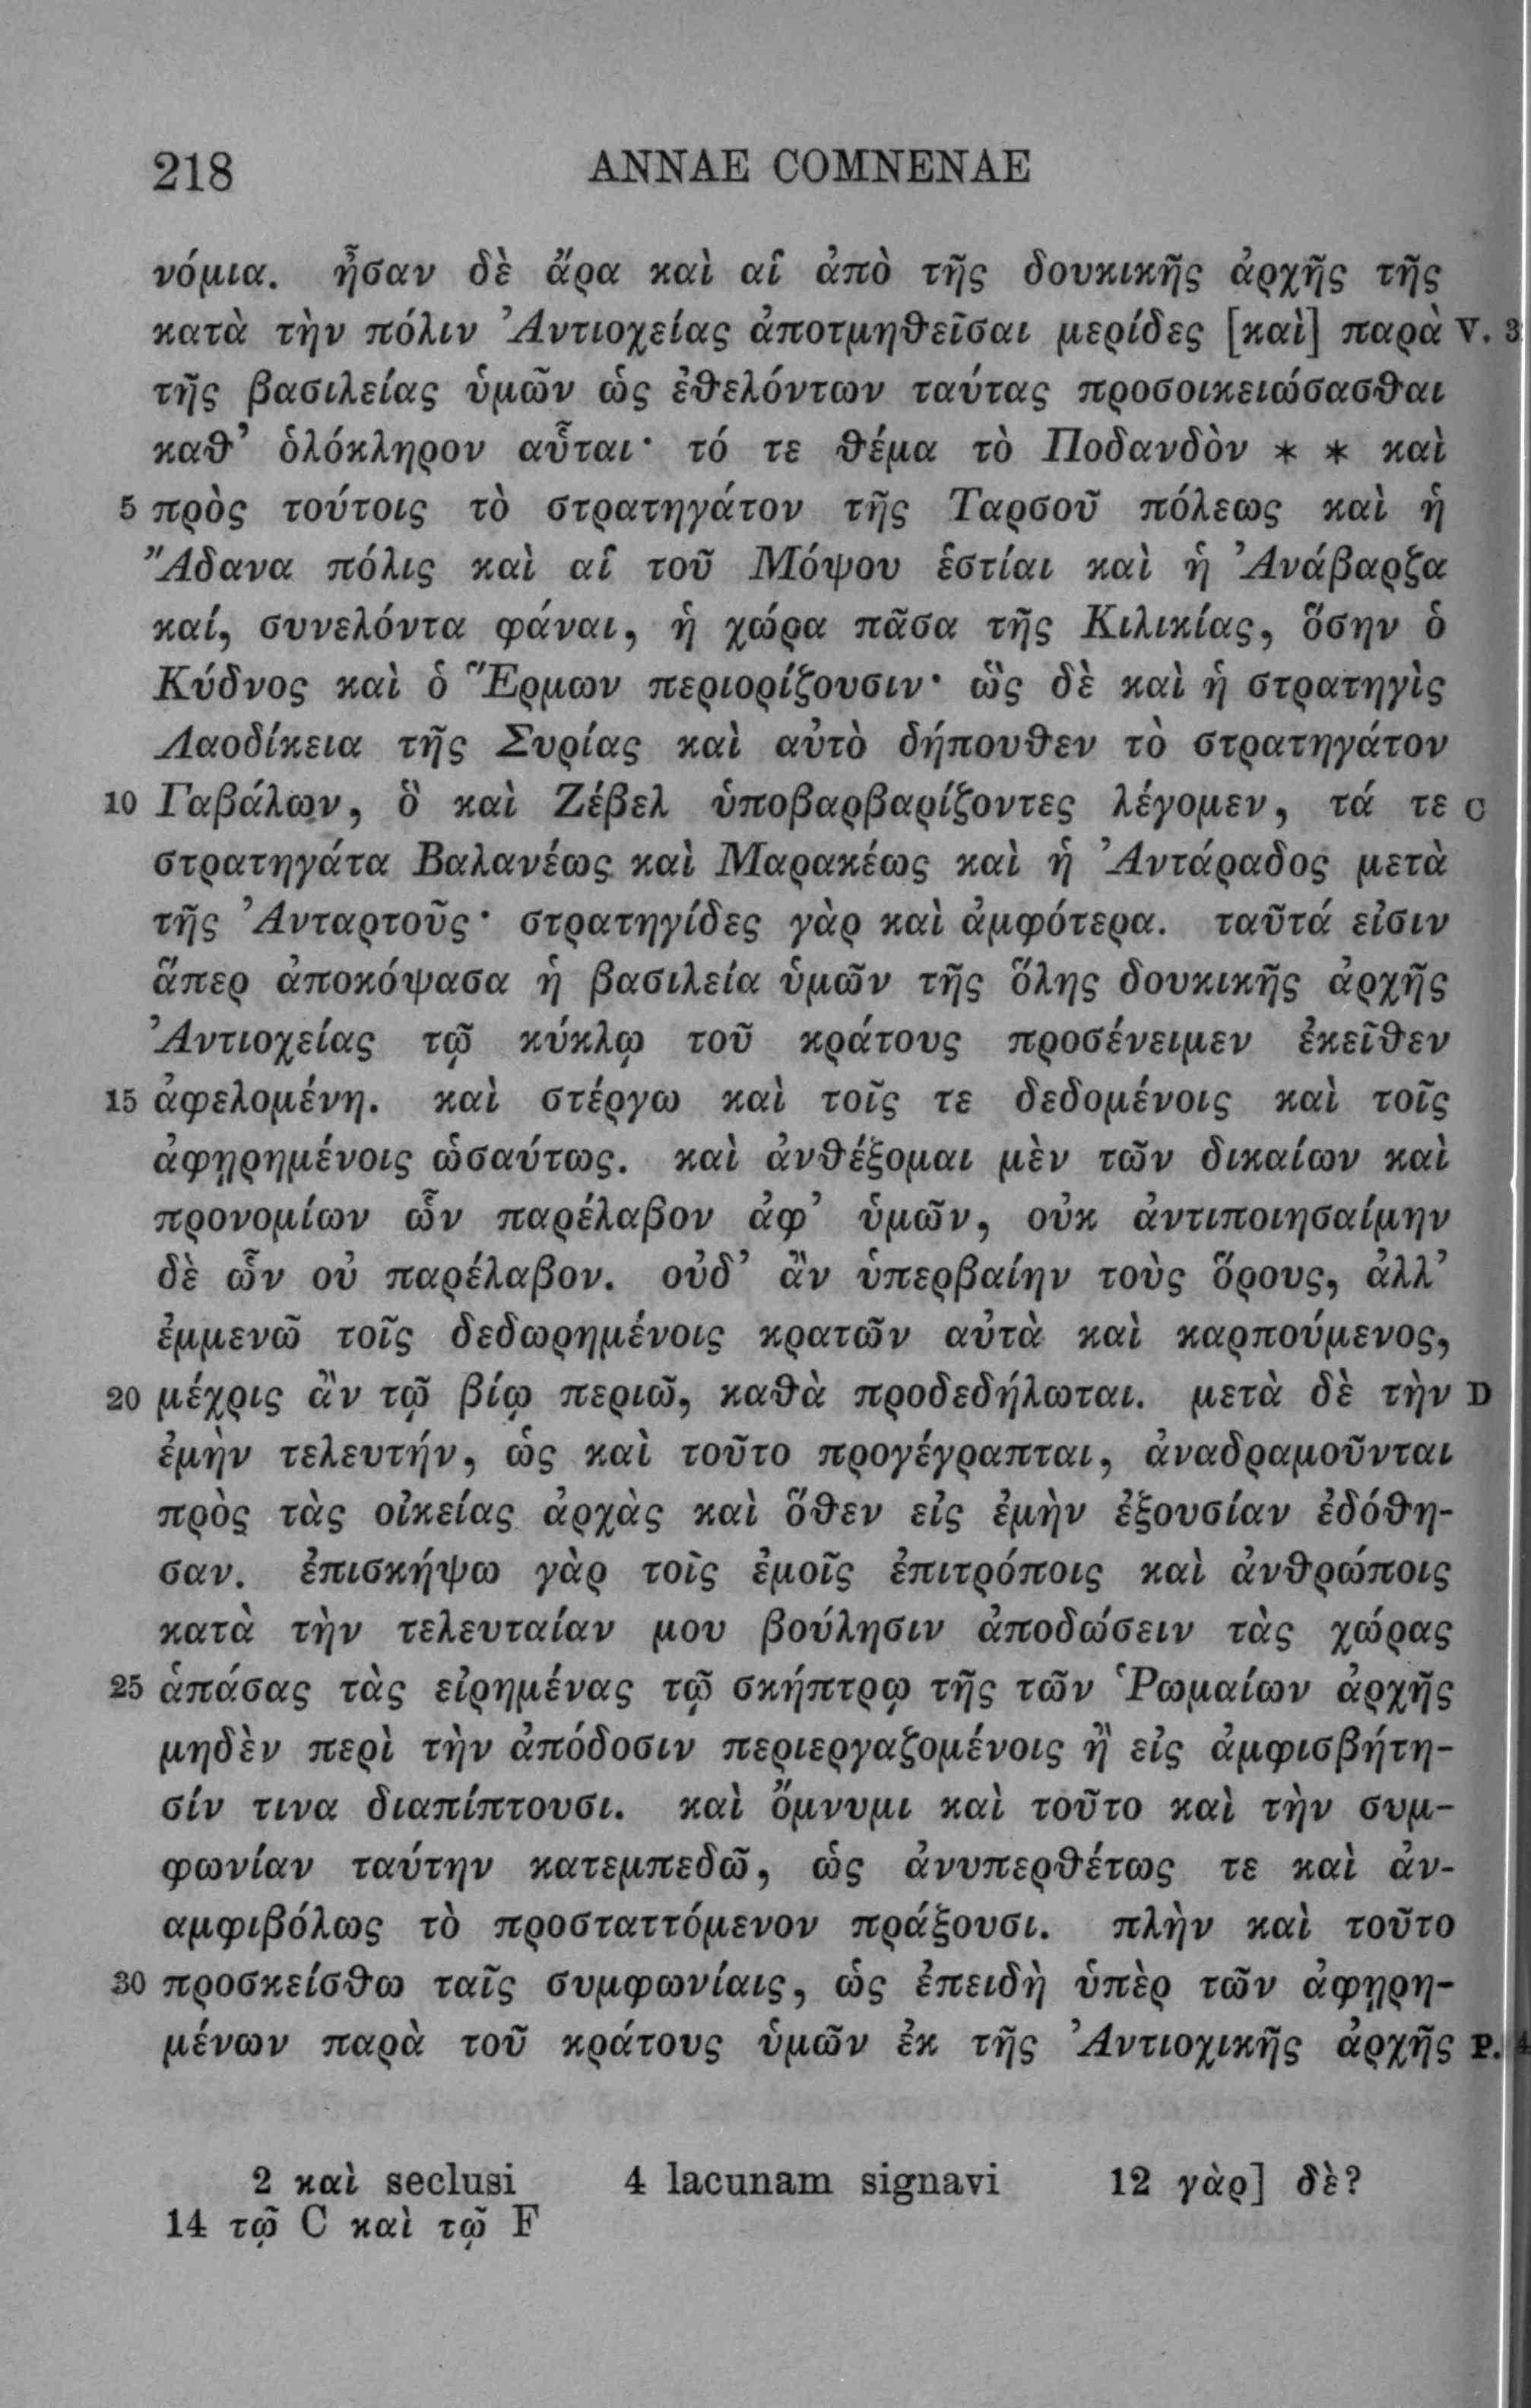 218 ANNAE COMNENAE
νόμια. ἦσαν δὲ ἄρα καὶ αἱ ἀπὸ τῆς δουκικῆς ἀρχῆς τῆς
κατὰ τὴν πόλιν Ἀντιοχείας ἀποτμηθεῖσαι μερίδες [καὶ] παρὰ V. 3
τῆς βασιλείας ὑμῶν ὡς ἐθελόντων ταύτας προσοικειώσασθαι
καθ’ ὁλόκληρον αὗται· τό τε θέμα τὸ Ποδανδὸν * * καὶ
5 πρὸς τούτοις τὸ στρατηγάτον τῆς Ταρσοῦ πόλεως καὶ ἡ
Ἄδανα πόλις καὶ αἱ τοῦ Μόψου ἑστίαι καὶ ἡ Ἀνάβαρζα
καί, συνελόντα φάναι, ἡ χώρα πᾶσα τῆς Κιλικίας, ὅσην ὁ
Κύδνος καὶ ὁ Ἕρμων περιορίζουσιν· ὣς δὲ καὶ ἡ στρατηγὶς
Λαοδίκεια τῆς Συρίας καὶ αὐτὸ δήπουθεν τὸ στρατηγάτον
10 Γαβάλων, ὃ καὶ Ζέβελ ὑποβαρβαρίζοντες λέγομεν, τά τε C
στρατηγάτα Βαλανέως καὶ Μαρακέως καὶ ἡ Ἀντάραδος μετὰ
τῆς Ἀνταρτοῦς· στρατηγίδες γὰρ καὶ ἀμφότερα. ταῦτά εἰσιν
ἅπερ ἀποκόψασα ἡ βασιλεία ὑμῶν τῆς ὅλης δουκικῆς ἀρχῆς
Ἀντιοχείας τῷ κύκλῳ τοῦ κράτους προσένειμεν ἐκεῖθεν
15 ἀφελομένη. καὶ στέργω καὶ τοῖς τε δεδομένοις καὶ τοῖς
ἀφῃρημένοις ὡσαύτως. καὶ ἀνθέξομαι μὲν τῶν δικαίων καὶ
προνομίων ὧν παρέλαβον ἀφ’ ὑμῶν, οὐκ ἀντιποιησαίμην
δὲ ὧν οὐ παρέλαβον. οὐδ’ ἂν ὑπερβαίην τοὺς ὅρους, ἀλλ’
ἐμμενῶ τοῖς δεδωρημένοις κρατῶν αὐτὰ καὶ καρπούμενος,
20 μέχρις ἂν τῷ βίῳ περιῶ, καθὰ προδεδήλωται. μετὰ δὲ τὴν D
ἐμὴν τελευτήν, ὡς καὶ τοῦτο προγέγραπται, ἀναδραμοῦνται
πρὸς τὰς οἰκείας ἀρχὰς καὶ ὅθεν εἰς ἐμὴν ἐξουσίαν ἐδόθη-
σαν. ἐπισκήψω γὰρ τοῖς ἐμοῖς ἐπιτρόποις καὶ ἀνθρώποις
κατὰ τὴν τελευταίαν μου βούλησιν ἀποδώσειν τὰς χώρας
25 ἁπάσας τὰς εἰρημένας τῷ σκήπτρῳ τῆς τῶν Ῥωμαίων ἀρχῆς
μηδὲν περὶ τὴν ἀπόδοσιν περιεργαζομένοις ἢ εἰς ἀμφισβήτη-
σίν τινα διαπίπτουσι. καὶ ὄμνυμι καὶ τοῦτο καὶ τὴν συμ-
φωνίαν ταύτην κατεμπεδῶ, ὡς ἀνυπερθέτως τε καὶ ἀν-
αμφιβόλως τὸ προσταττόμενον πράξουσι. πλὴν καὶ τοῦτο
30 προσκείσθω ταῖς συμφωνίαις, ὡς ἐπειδὴ ὑπὲρ τῶν ἀφῃρη-
μένων παρὰ τοῦ κράτους ὑμῶν ἐκ τῆς Ἀντιοχικῆς ἀρχῆς P. 4
2 καὶ seclusi 4 lacunam signavi 12 γὰρ] δὲ?
14 τῷ C καὶ τῷ F